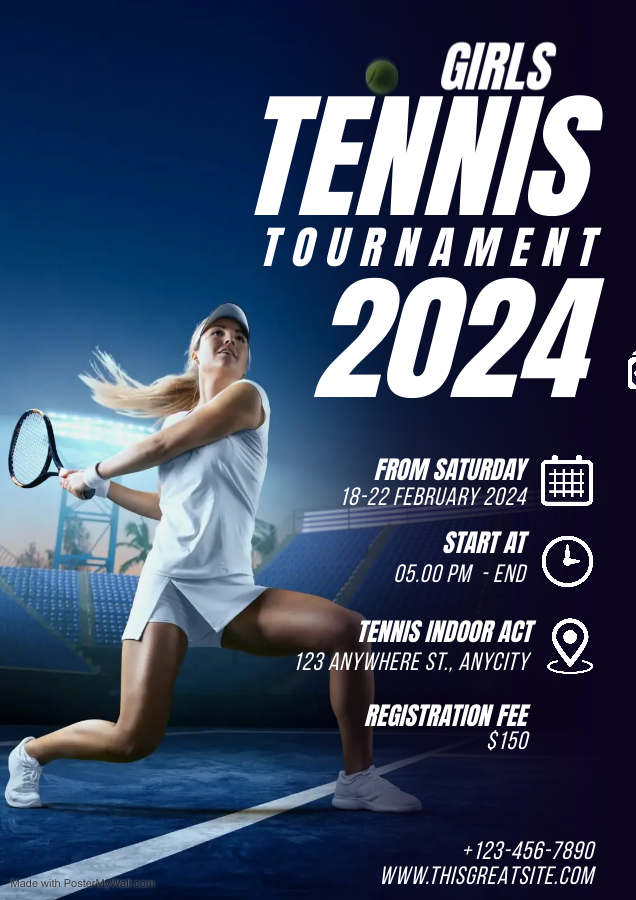 GIRLS
TENNIS
TOURNAMENT
2024
FROM SATURDAY
18-22 FEBRUARY 2024
START AT
05.00 PM - END
TENNIS INDOOR ACT
123 ANYWHERE ST., ANYCITY
REGISTRATION FEE
$150
+123-456-7890
WWW.THISGREATSITE.COM
Made with PosterMyWall.com